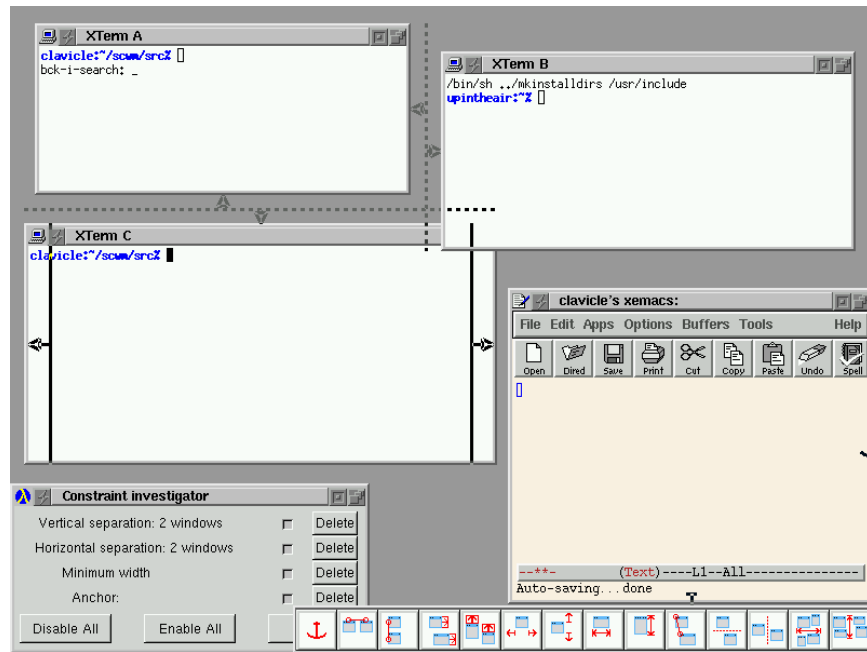 XTerm A
clavicle:~/scwm/src%
bck-i-search: _
XTerm B
/bin/sh ../mkinstalldirs /usr/include
upintheair:~%
XTerm C
clavicle:~/scwm/src%
clavicle's xemacs:
File Edit Apps Options Buffers Tools Help
Open Dired Save Print Cut Copy Paste Undo Spell
--**- (Text)----L1--All---------------
Auto-saving...done
Constraint investigator
Vertical separation: 2 windows Delete
Horizontal separation: 2 windows Delete
Minimum width Delete
Anchor: Delete
Disable All Enable All